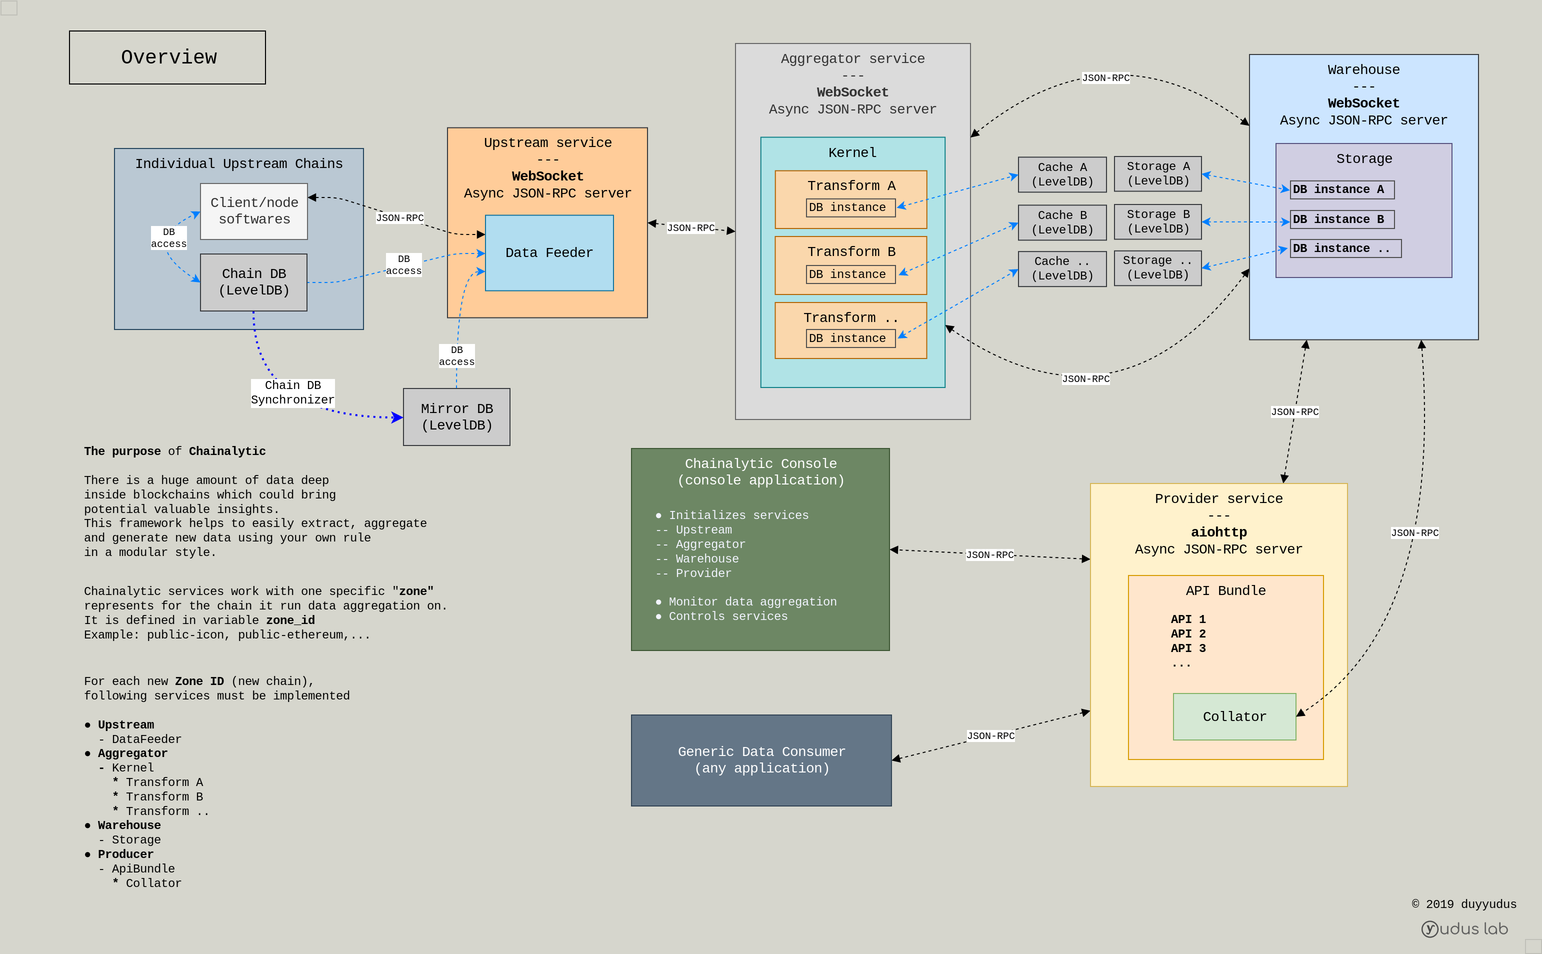 Overview
Individual Upstream Chains
Client/node
softwares
DB
access
Chain DB
(LevelDB)
JSON-RPC
DB
access
Chain DB
Synchronizer
Mirror DB
(LevelDB)
DB
access
Upstream service
---
WebSocket
Async JSON-RPC server
Data Feeder
JSON-RPC
Aggregator service
---
WebSocket
Async JSON-RPC server
Kernel
Transform A
DB instance
Transform B
DB instance
Transform ..
DB instance
JSON-RPC
Cache A
(LevelDB)
Storage A
(LevelDB)
Cache B
(LevelDB)
Storage B
(LevelDB)
Cache ..
(LevelDB)
Storage ..
(LevelDB)
JSON-RPC
Warehouse
---
WebSocket
Async JSON-RPC server
Storage
DB instance A
DB instance B
DB instance ..
JSON-RPC
JSON-RPC
The purpose of Chainalytic
There is a huge amount of data deep
inside blockchains which could bring
potential valuable insights.
This framework helps to easily extract, aggregate
and generate new data using your own rule
in a modular style.
Chainalytic services work with one specific "zone"
represents for the chain it run data aggregation on.
It is defined in variable zone_id
Example: public-icon, public-ethereum,...
For each new Zone ID (new chain),
following services must be implemented
● Upstream
- DataFeeder
● Aggregator
- Kernel
* Transform A
* Transform B
* Transform ..
● Warehouse
- Storage
● Producer
- ApiBundle
* Collator
Chainalytic Console
(console application)
● Initializes services
-- Upstream
-- Aggregator
-- Warehouse
-- Provider
● Monitor data aggregation
● Controls services
JSON-RPC
Generic Data Consumer
(any application)
JSON-RPC
Provider service
---
aiohttp
Async JSON-RPC server
API Bundle
API 1
API 2
API 3
...
Collator
© 2019 duyyudus
yudus lab